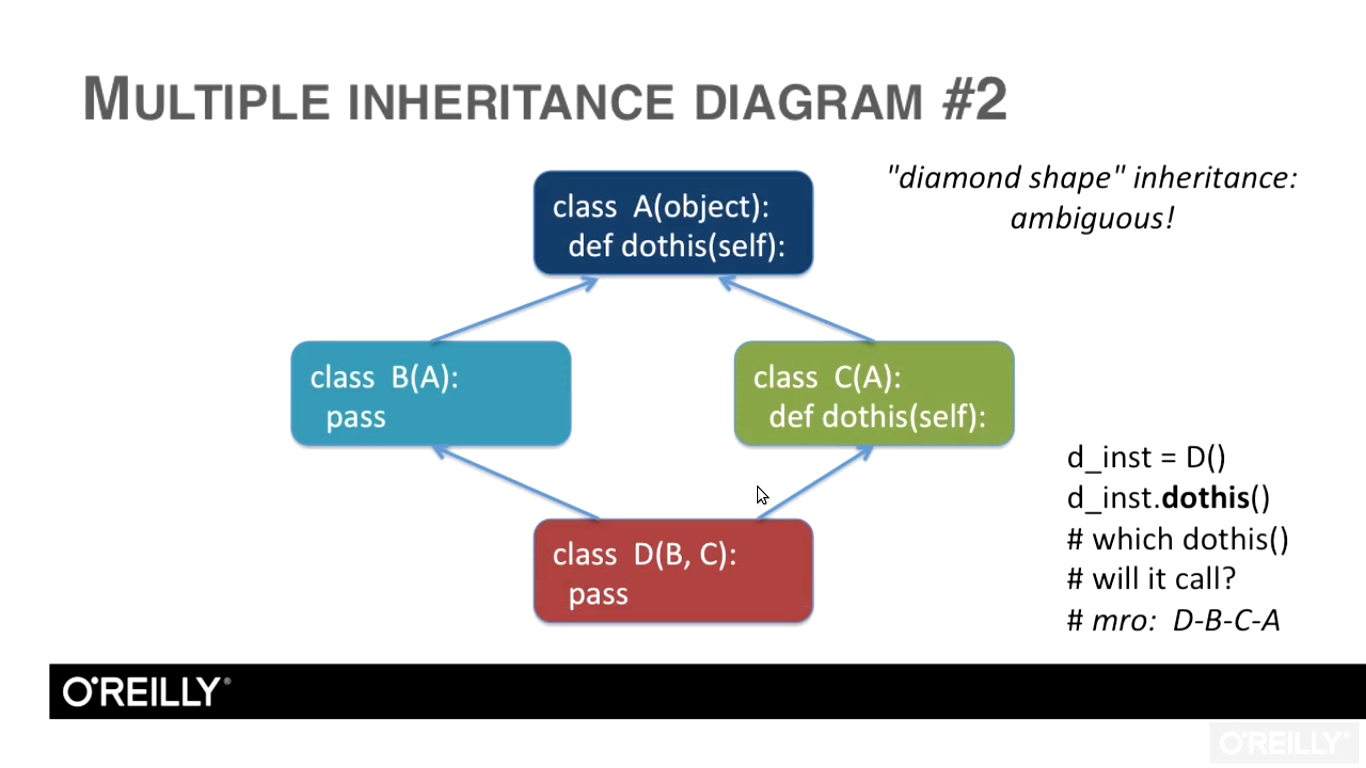 MULTIPLE INHERITANCE DIAGRAM #2
"diamond shape" inheritance:
ambiguous!
class A(object):
def dothis(self):
class B(A):
pass
class C(A):
def dothis(self):
class D(B, C):
pass
d_inst = D()
d_inst.dothis()
# which dothis()
# will it call?
# mro: D-B-C-A
O'REILLY®
O'REILLY®